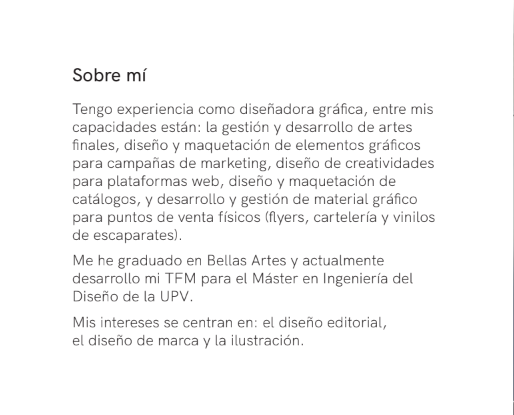 Sobre mí
Tengo experiencia como diseñadora gráfica, entre mis
capacidades están: la gestión y desarrollo de artes
finales, diseño y maquetación de elementos gráficos
para campañas de marketing, diseño de creatividades
para plataformas web, diseño y maquetación de
catálogos, y desarrollo y gestión de material gráfico
para puntos de venta físicos (flyers, cartelería y vinilos
de escaparates).
Me he graduado en Bellas Artes y actualmente
desarrollo mi TFM para el Máster en Ingeniería del
Diseño de la UPV.
Mis intereses se centran en: el diseño editorial,
el diseño de marca y la ilustración.